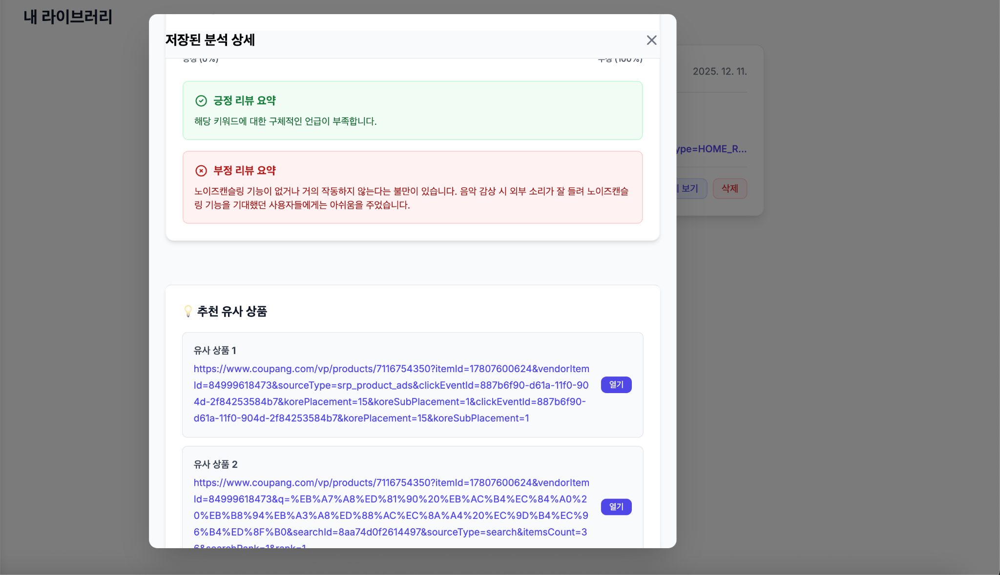 내 라이브러리
저장된 분석 상세
긍정 (0%)
부정 (100%)
긍정 리뷰 요약
해당 키워드에 대한 구체적인 언급이 부족합니다.
부정 리뷰 요약
노이즈캔슬링 기능이 없거나 거의 작동하지 않는다는 불만이 있습니다. 음악 감상 시 외부 소리가 잘 들려 노이즈캔슬
링 기능을 기대했던 사용자들에게는 아쉬움을 주었습니다.
💡 추천 유사 상품
유사 상품 1
https://www.coupang.com/vp/products/7116754350?itemId=17807600624&vendorItem
Id=84999618473&sourceType=srp_product_ads&clickEventId=887b6f90-d61a-11f0-90
4d-2f84253584b7&korePlacement=15&koreSubPlacement=1&clickEventId=887b6f90-
d61a-11f0-904d-2f84253584b7&korePlacement=15&koreSubPlacement=1
열기
유사 상품 2
https://www.coupang.com/vp/products/7116754350?itemId=17807600624&vendorItem
Id=84999618473&q=%EB%A7%A8%ED%81%90%20%EB%AC%B4%EC%84%A0%2
0%EB%B8%94%EB%A3%A8%ED%88%AC%EC%8A%A4%20%EC%9D%B4%EC%9
6%B4%ED%8F%B0&searchId=8aa74d0f2614497&sourceType=search&itemsCount=3
6&searchRank=1&rank=1
열기
2025. 12. 11.
ype=HOME_R...
보기
삭제